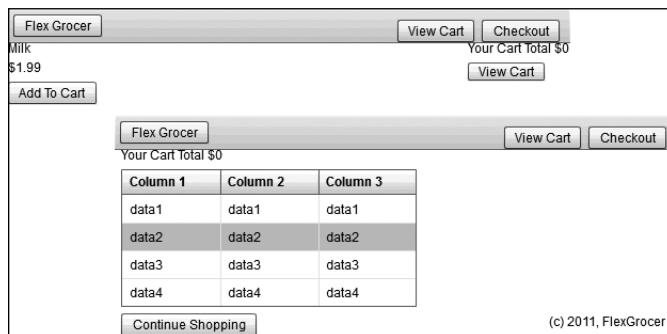 Flex Grocer View Cart Checkout
Milk Your Cart Total $0
$1.99 View Cart
Add To Cart
Flex Grocer View Cart Checkout
Your Cart Total $0
Column 1 Column 2 Column 3
data1 data1 data1
data2 data2 data2
data3 data3 data3
data4 data4 data4
Continue Shopping (c) 2011, FlexGrocer